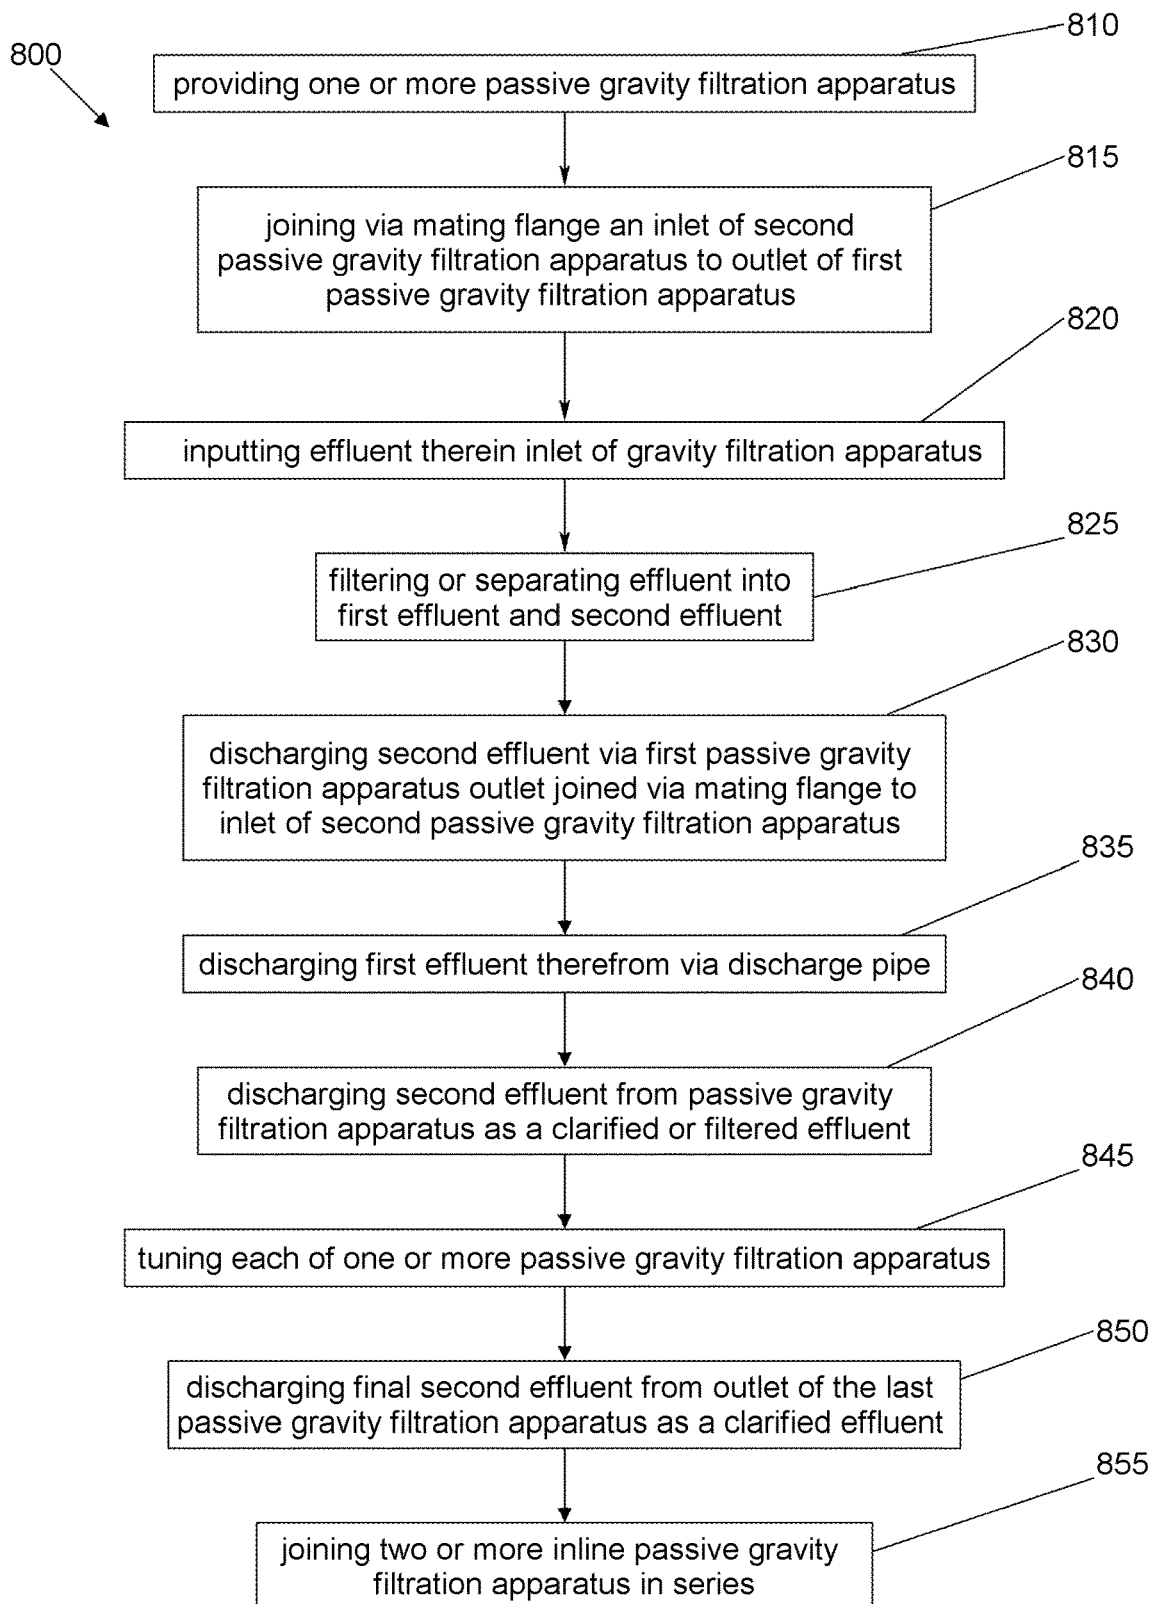 810
800
providing one or more passive gravity filtration apparatus
815
joining via mating flange an inlet of second
passive gravity filtration apparatus to outlet of first
passive gravity filtration apparatus
820
inputting effluent therein inlet of gravity filtration apparatus
825
filtering or separating effluent into
first effluent and second effluent
830
discharging second effluent via first passive gravity
filtration apparatus outlet joined via mating flange to
inlet of second passive gravity filtration apparatus
835
discharging first effluent therefrom via discharge pipe
840
discharging second effluent from passive gravity
filtration apparatus as a clarified or filtered effluent
845
tuning each of one or more passive gravity filtration apparatus
850
discharging final second effluent from outlet of the last
passive gravity filtration apparatus as a clarified effluent
855
joining two or more inline passive gravity
filtration apparatus in series